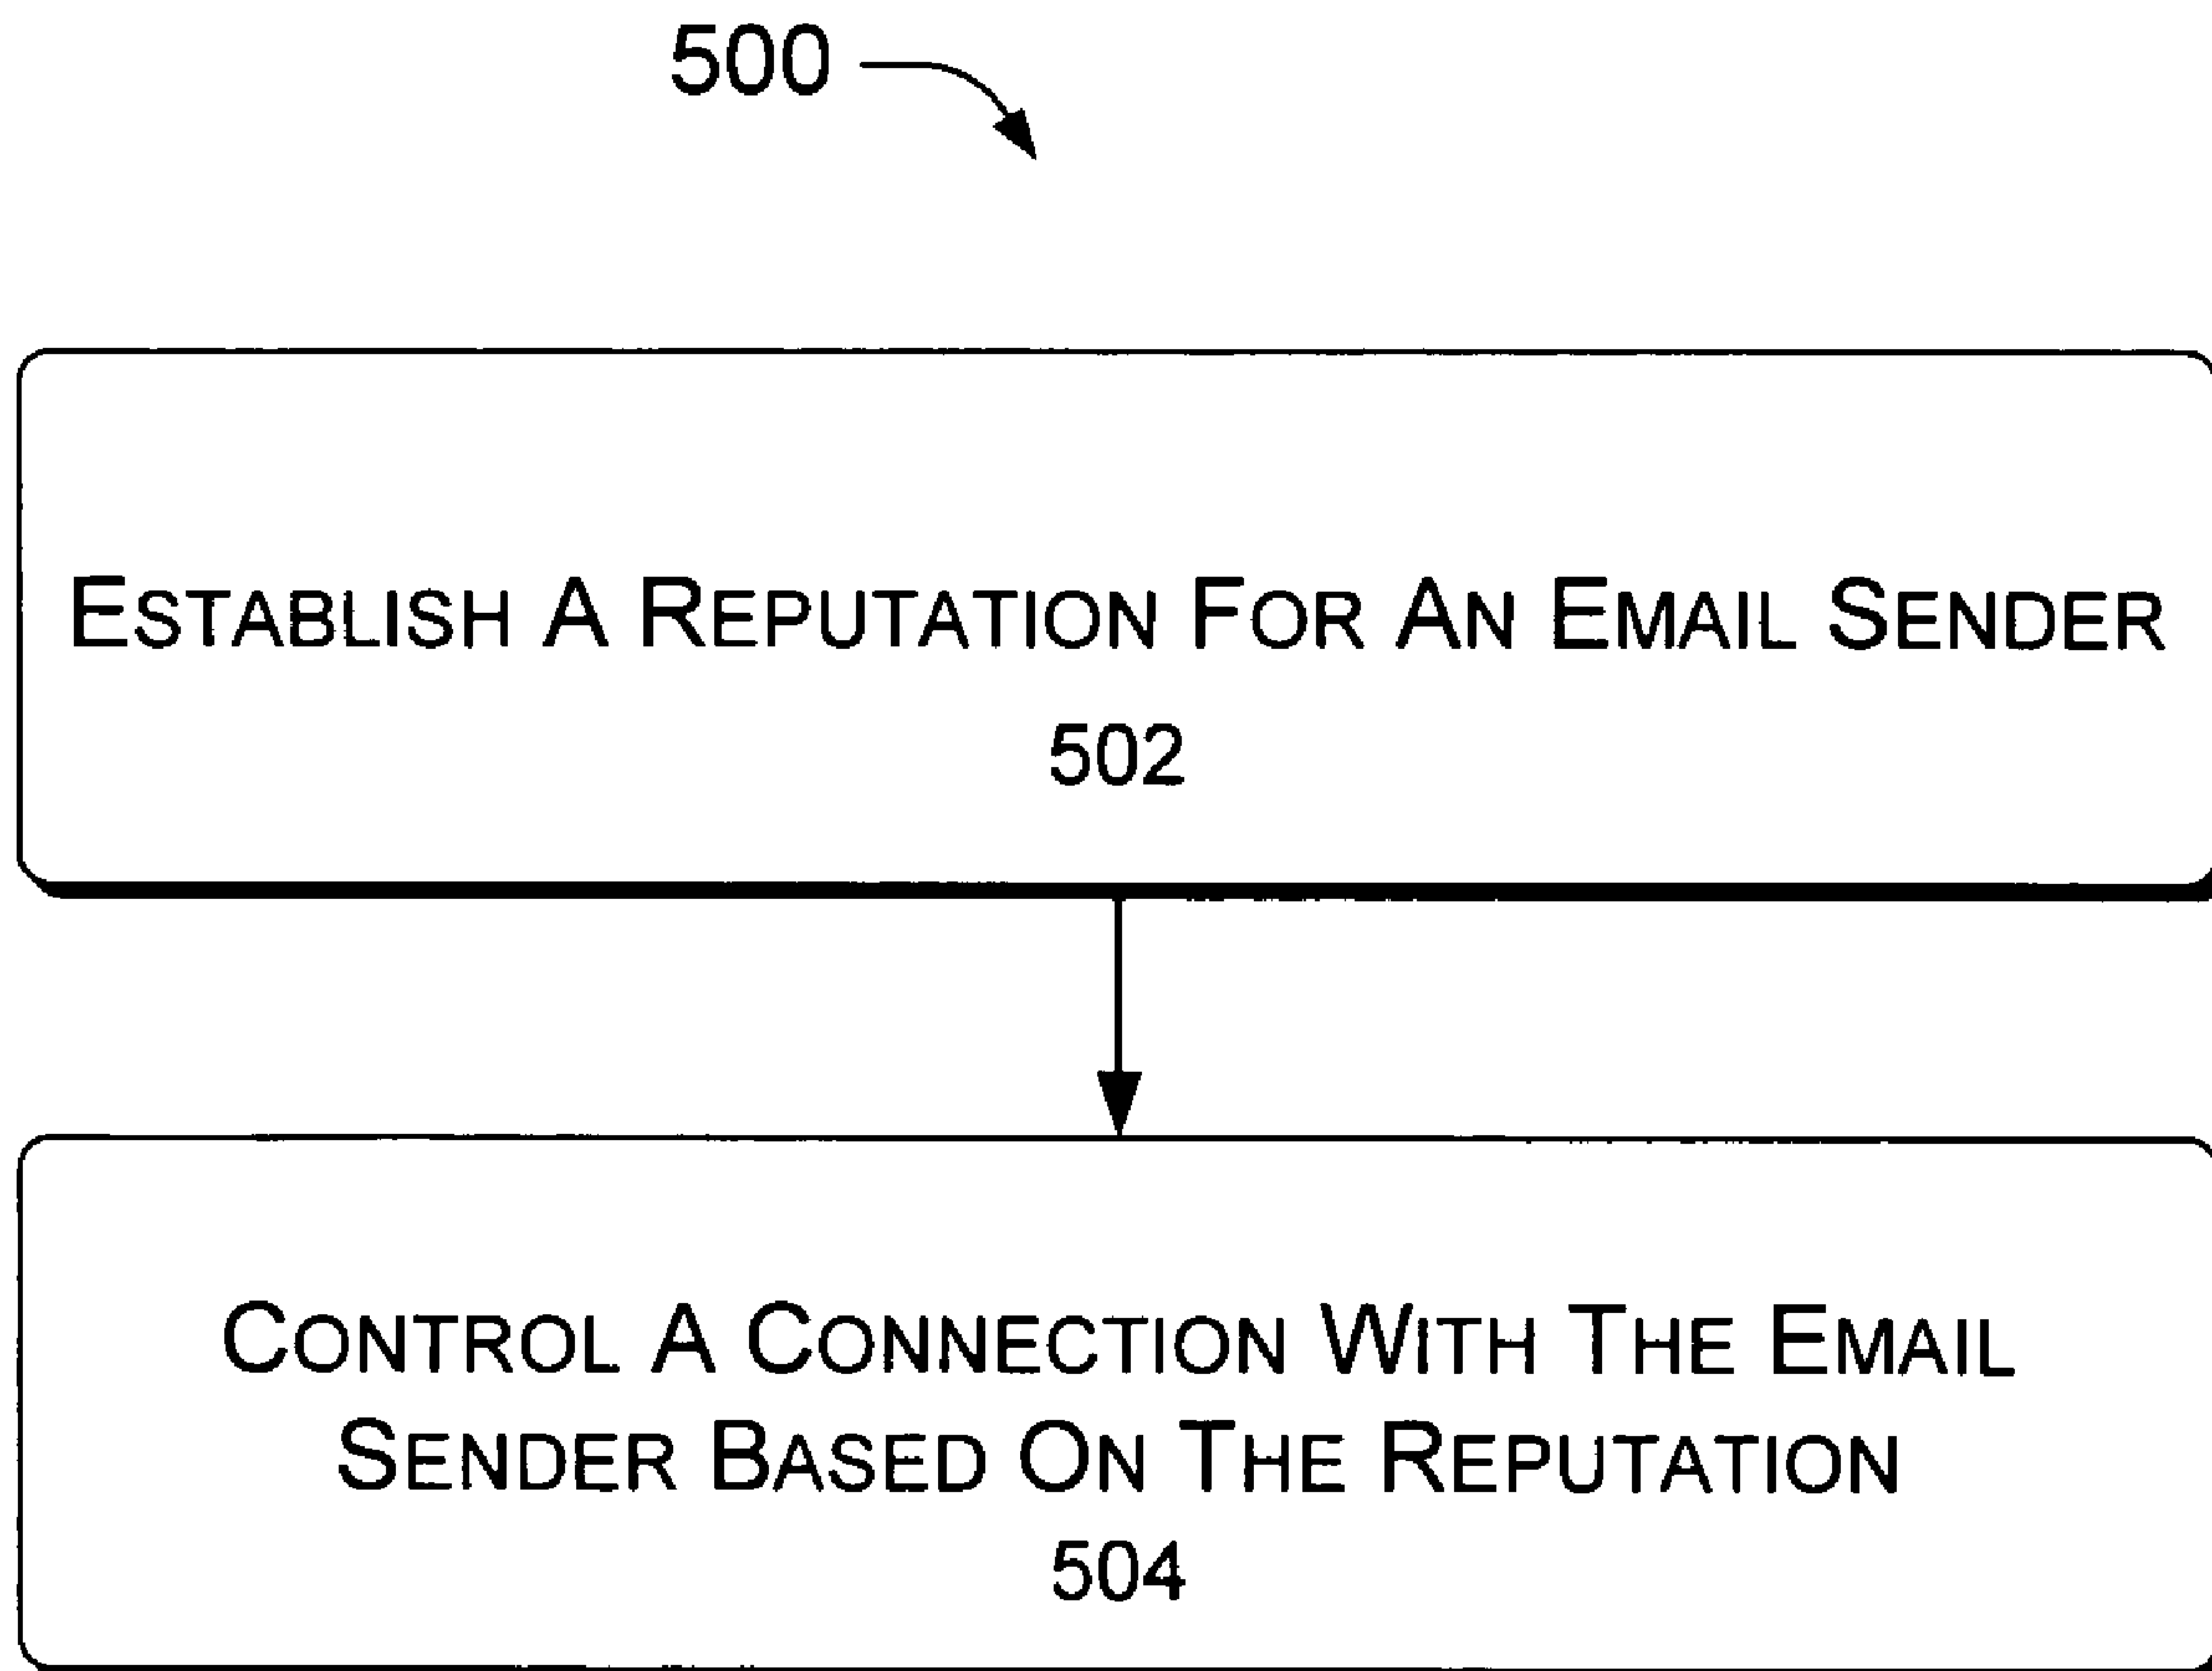 500
ESTABLISH A REPUTATION FOR AN EMAIL SENDER
502
CONTROL A CONNECTION WITH THE EMAIL
SENDER BASED ON THE REPUTATION
504